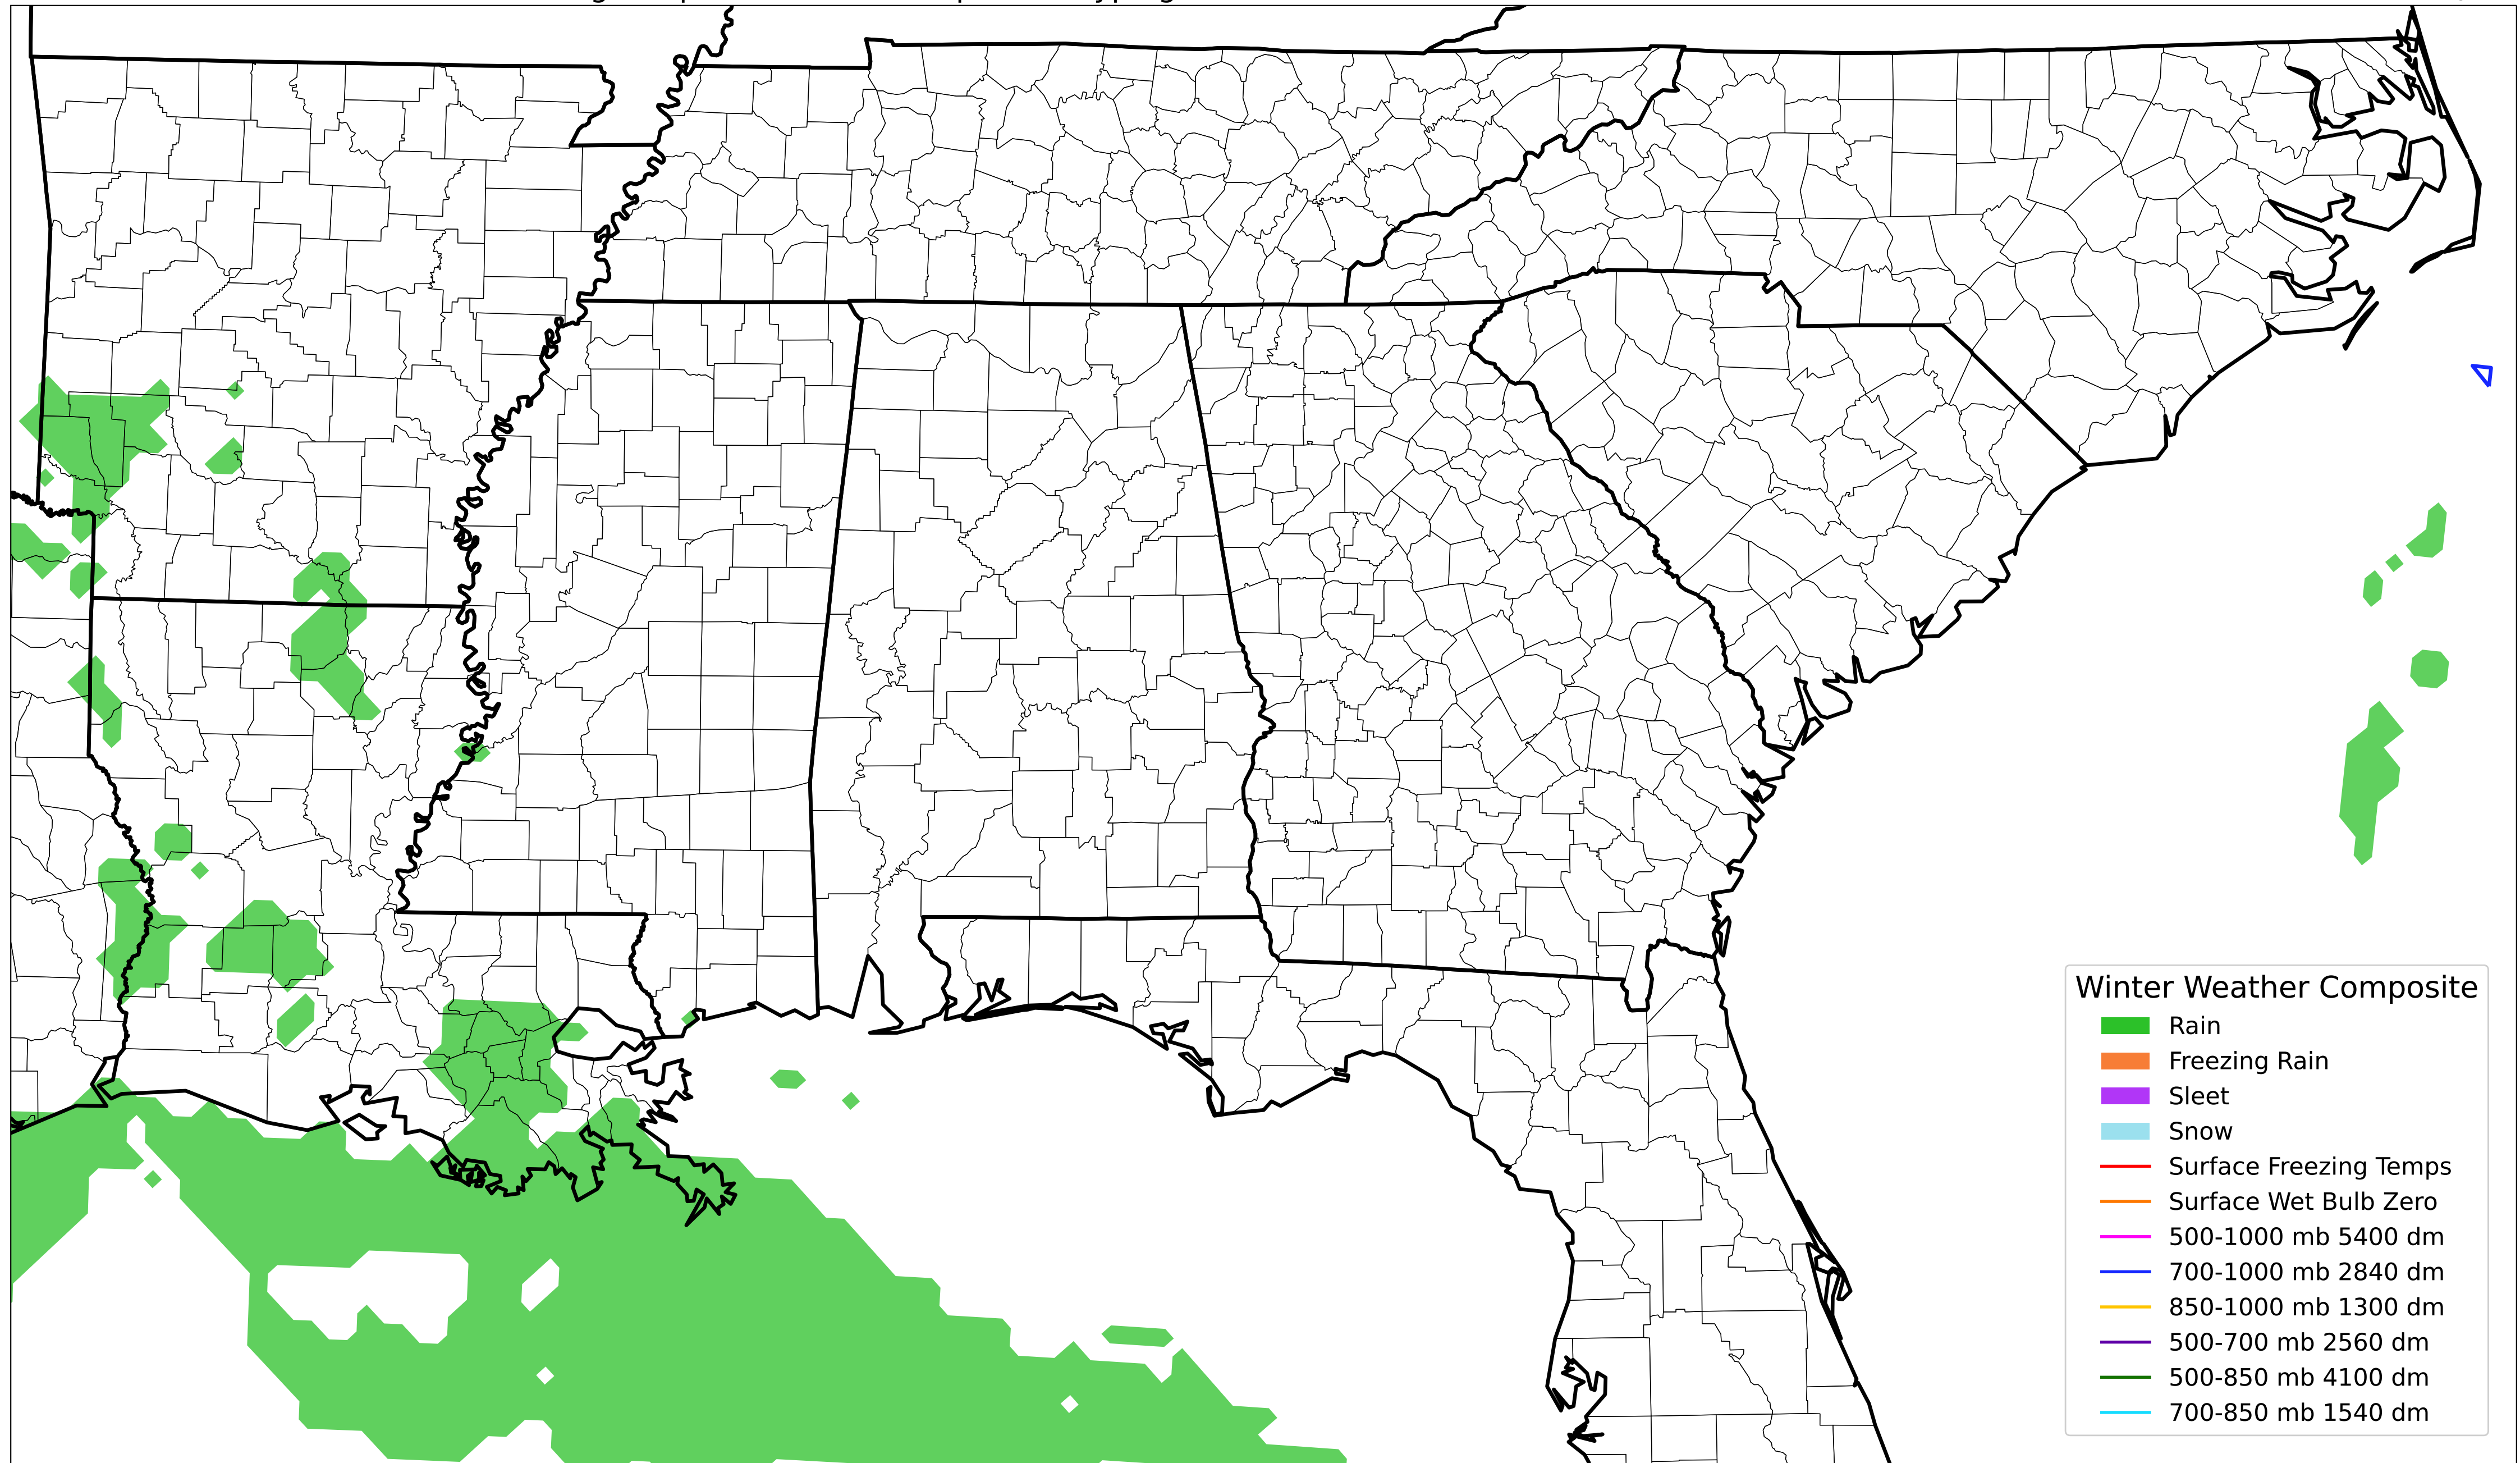 Winter Weather Composite
Rain
Freezing Rain
Sleet
Snow
Surface Freezing Temps
Surface Wet Bulb Zero
500-1000 mb 5400 dm
700-1000 mb 2840 dm
850-1000 mb 1300 dm
500-700 mb 2560 dm
500-850 mb 4100 dm
700-850 mb 1540 dm